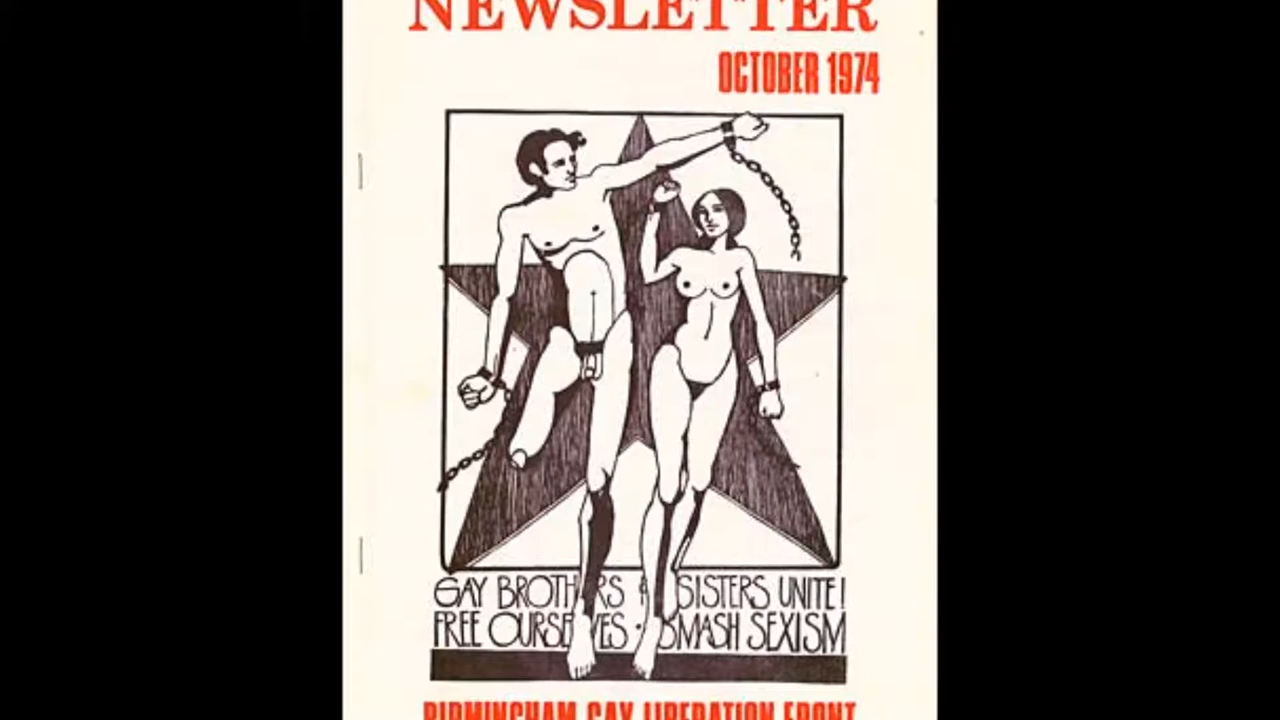 NEWSLETTER
OCTOBER 1974
GAY BROTHERS & SISTERS UNITE!
FREE OURSELVES · SMASH SEXISM
BIRMINGHAM GAY LIBERATION FRONT